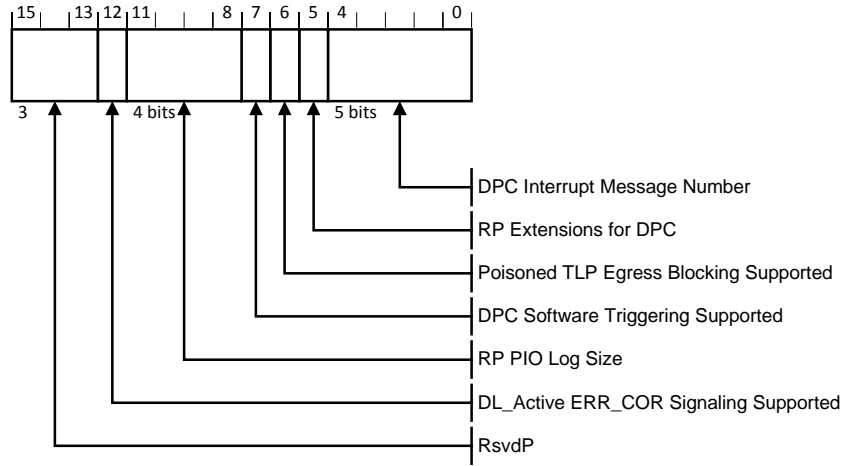 15 13 12 11 8 7 6 5 4 0
3 4 bits 5 bits
DPC Interrupt Message Number
RP Extensions for DPC
Poisoned TLP Egress Blocking Supported
DPC Software Triggering Supported
RP PIO Log Size
DL_Active ERR_COR Signaling Supported
RsvdP